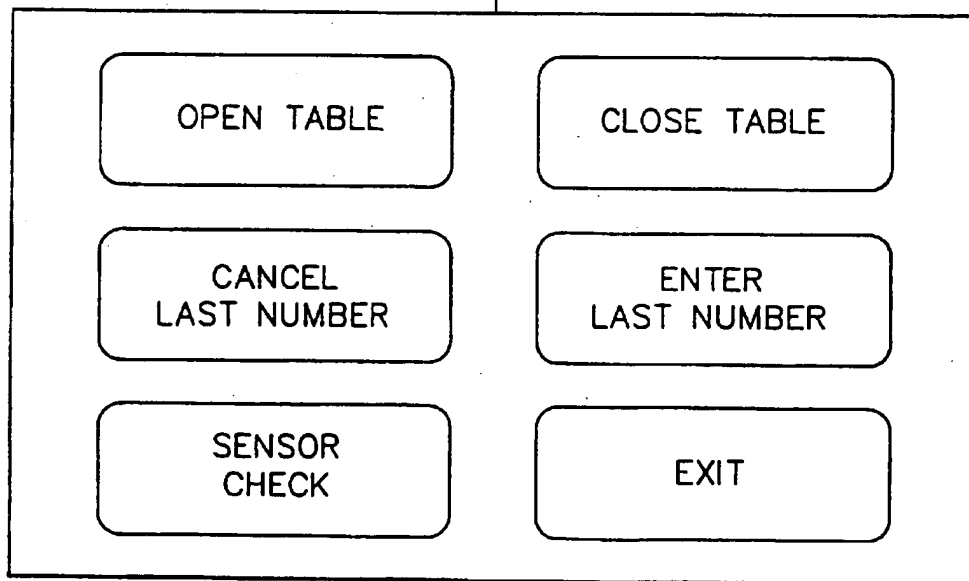 OPEN TABLE
CLOSE TABLE
CANCEL
LAST NUMBER
ENTER
LAST NUMBER
SENSOR
CHECK
EXIT